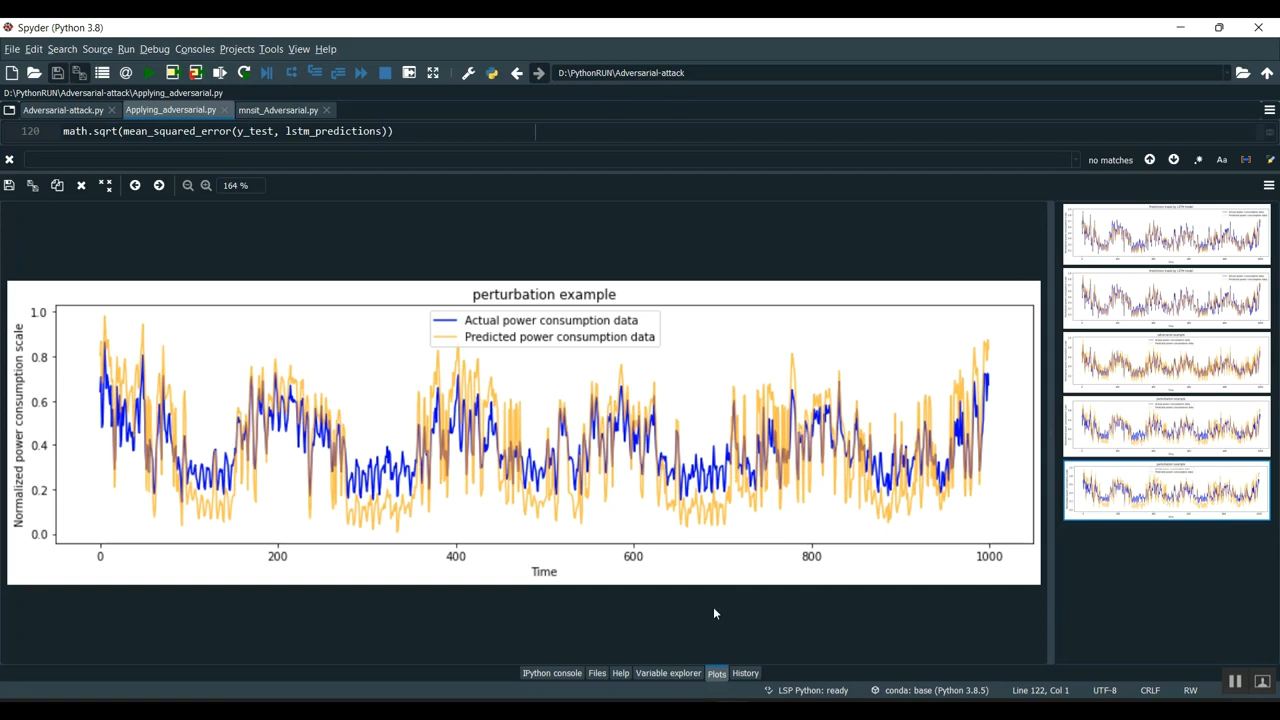 Spyder (Python 3.8)
File Edit Search Source Run Debug Consoles Projects Tools View Help
D:\PythonRUN\Adversarial-attack
D:\PythonRUN\Adversarial-attack\Applying_adversarial.py
Adversarial-attack.py Applying_adversarial.py mnsit_Adversarial.py
120 math.sqrt(mean_squared_error(y_test, lstm_predictions))
no matches Aa
164 %
perturbation example
Actual power consumption data
Predicted power consumption data
Normalized power consumption scale
1.0
0.8
0.6
0.4
0.2
0.0
0 200 400 600 800 1000
Time
IPython console Files Help Variable explorer Plots History
LSP Python: ready conda: base (Python 3.8.5) Line 122, Col 1 UTF-8 CRLF RW